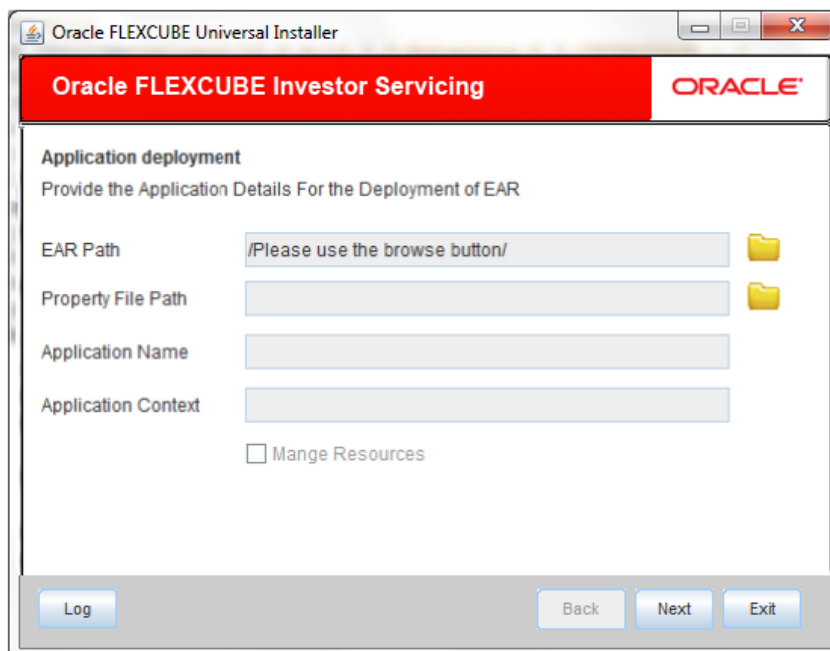 Oracle FLEXCUBE Universal Installer
Oracle FLEXCUBE Investor Servicing
ORACLE'
Application deployment
Provide the Application Details For the Deployment of EAR
EAR Path /Please use the browse button/
Property File Path
Application Name
Application Context
Mange Resources
Log Back Next Exit